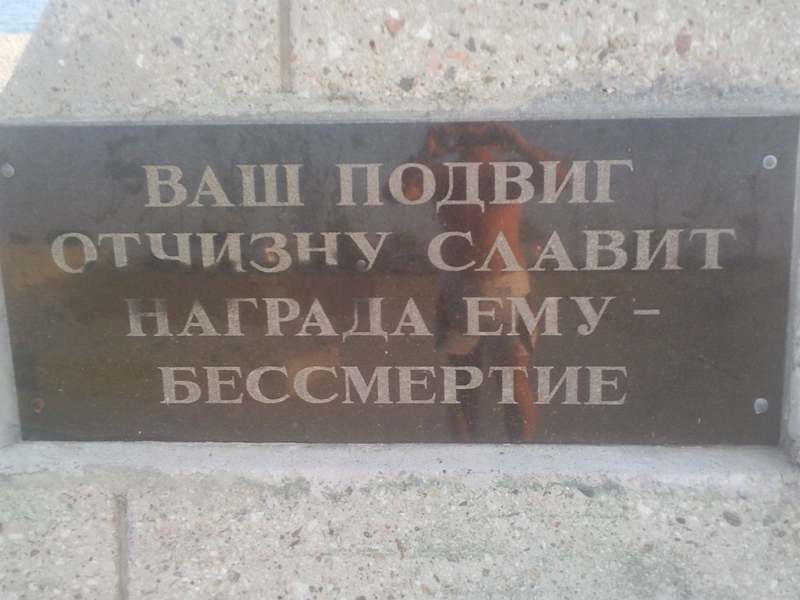 ВАШ ПОДВИГ
ОТЧИЗНУ СЛАВИТ
НАГРАДА ЕМУ –
БЕССМЕРТИЕ